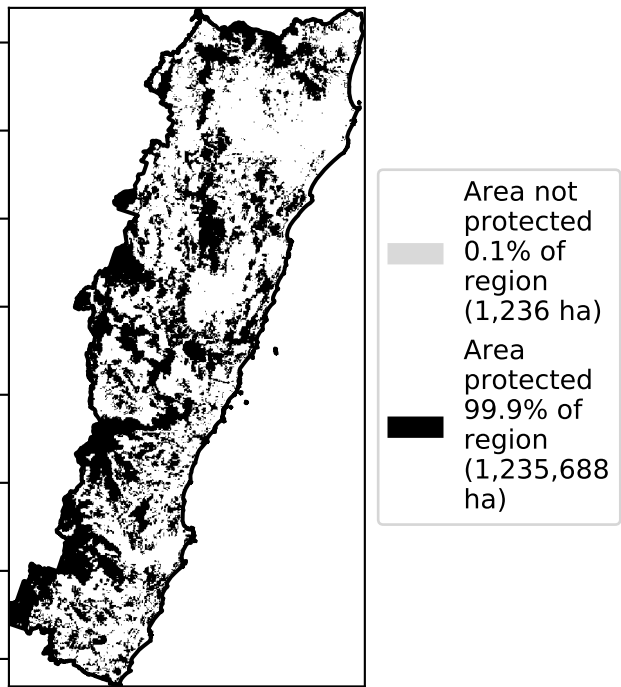 Area not
protected
0.1% of
region
(1,236 ha)
Area
protected
99.9% of
region
(1,235,688
ha)